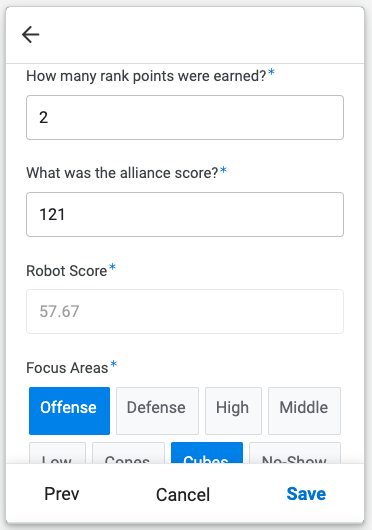 How many rank points were earned?*
2
What was the alliance score?*
121
Robot Score*
57.67
Focus Areas*
Offense Defense High Middle
Low Cones Cubes No-Show
Prev Cancel Save